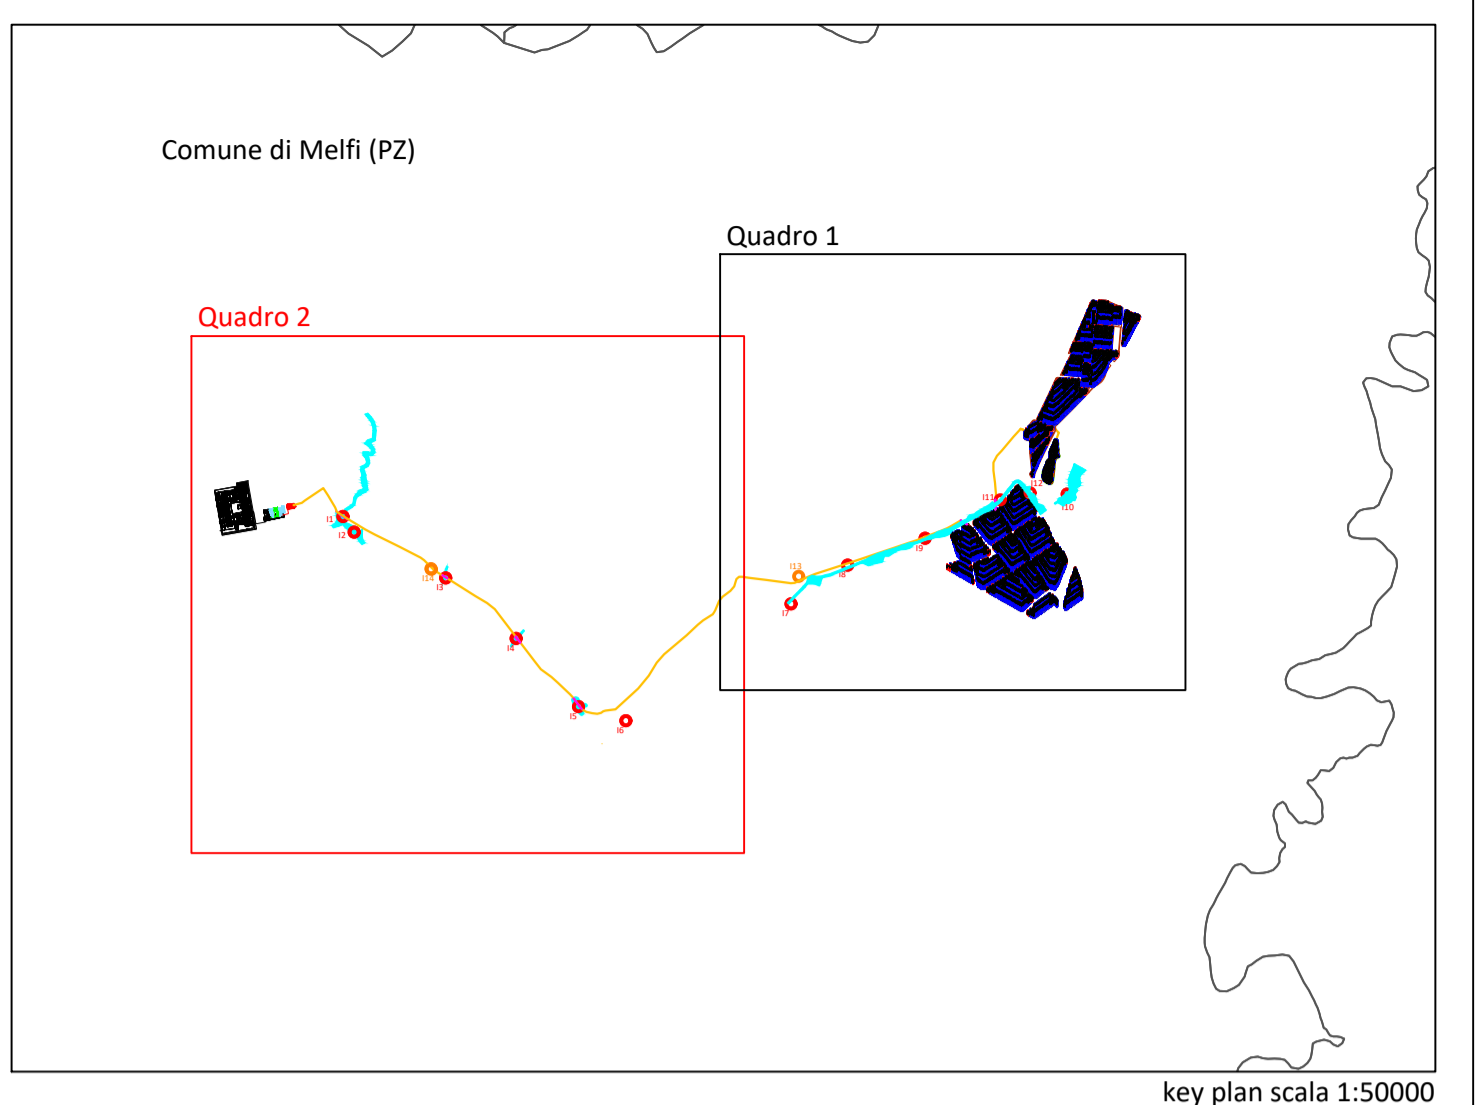 Comune di Melfi (PZ)
Quadro 1
Quadro 2
I1
I2
I14
I3
I4
I5
I6
I7
I13
I8
I9
I11
I12
I10
key plan scala 1:50000